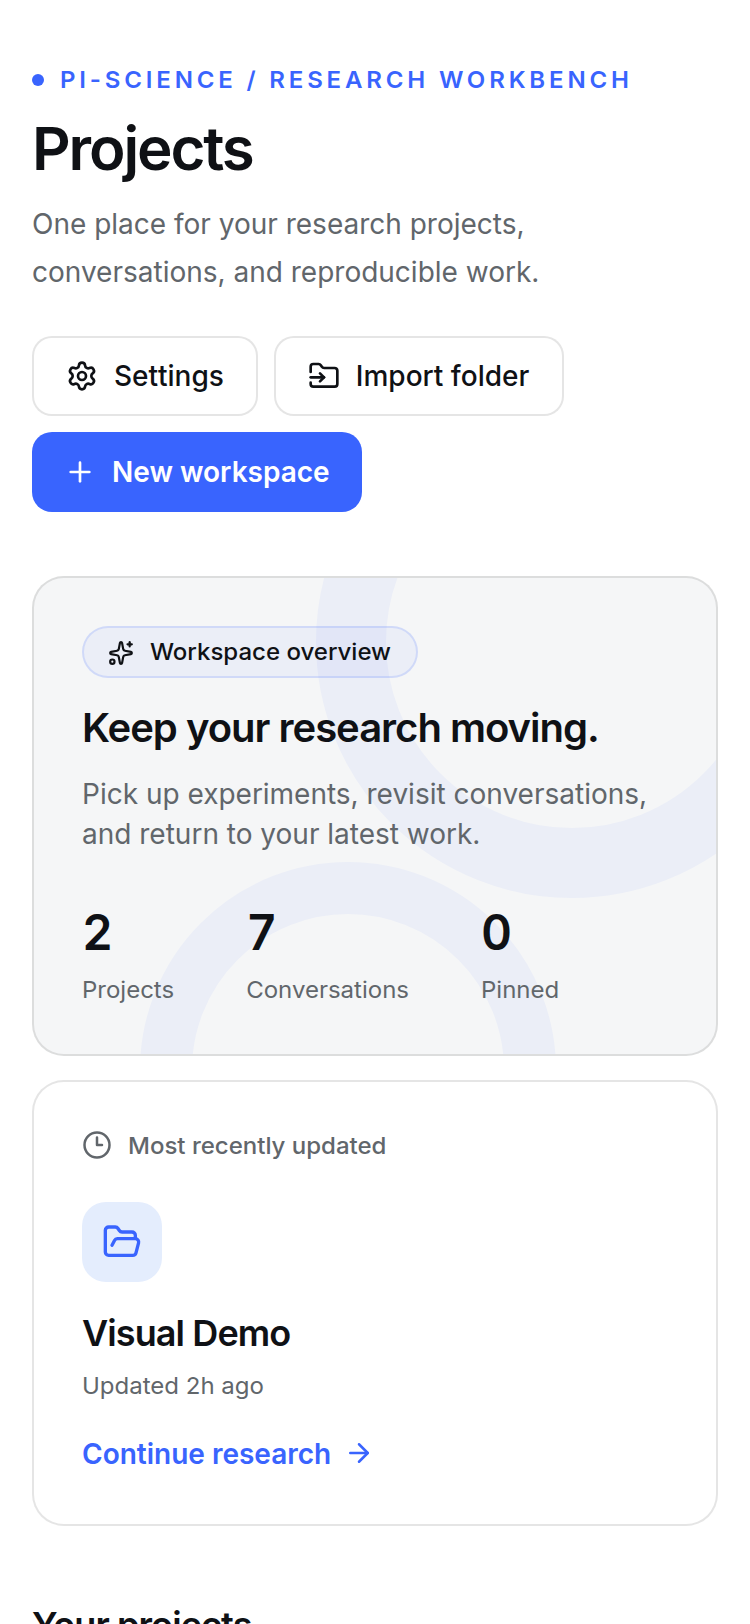 PI-SCIENCE / RESEARCH WORKBENCH
Projects
One place for your research projects,
conversations, and reproducible work.
Settings
Import folder
New workspace
Workspace overview
Keep your research moving.
Pick up experiments, revisit conversations,
and return to your latest work.
2 7 0
Projects Conversations Pinned
Most recently updated
Visual Demo
Updated 2h ago
Continue research
Your projects